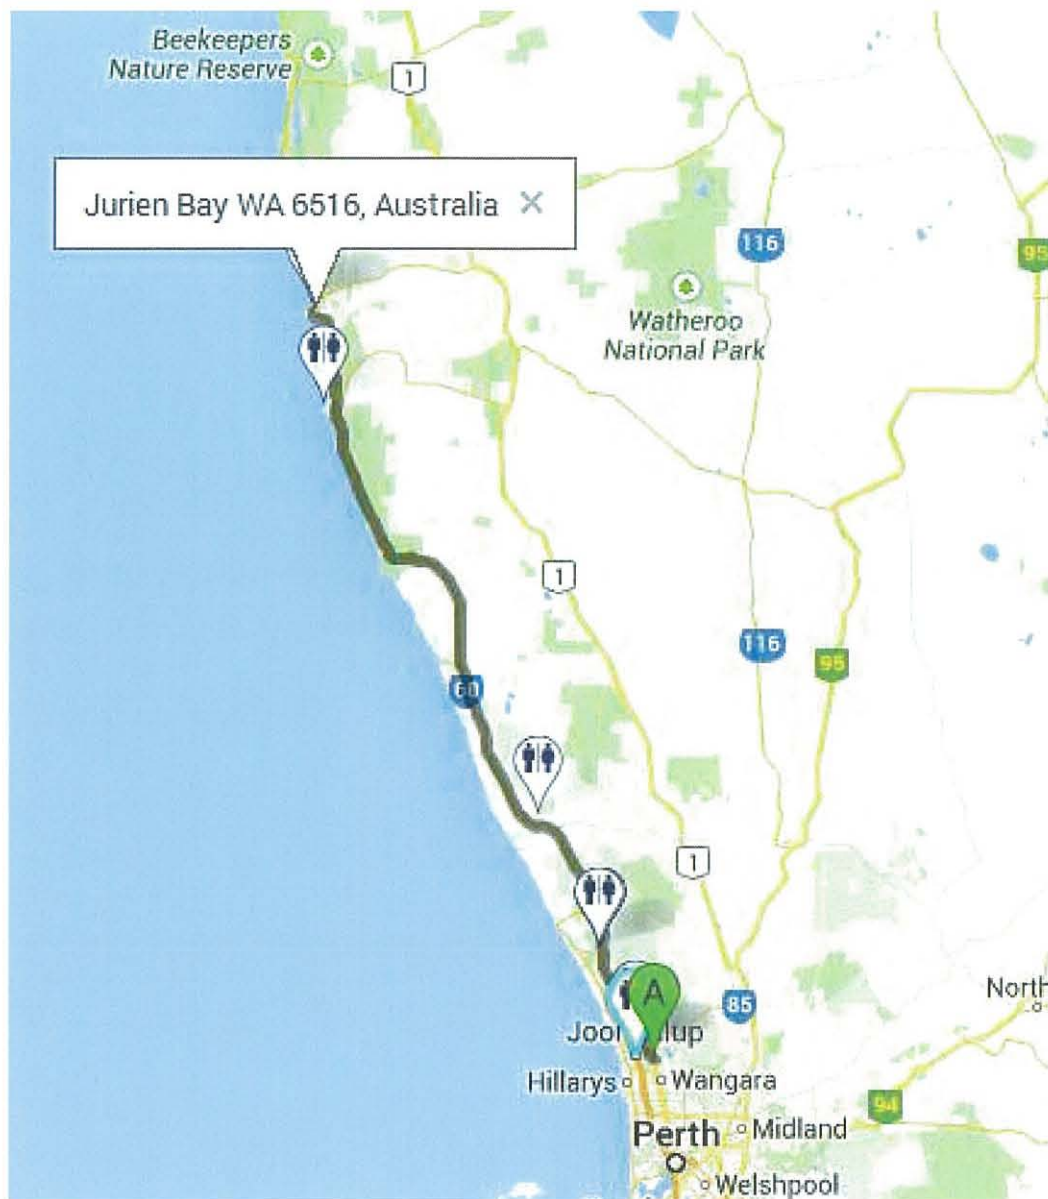 Beekeepers
Nature Reserve
1
Jurien Bay WA 6516, Australia
116
95
Watheroo
National Park
1
116
95
60
1
A
85
North
Hillarys
Wangara
94
Perth
Midland
Welshpool